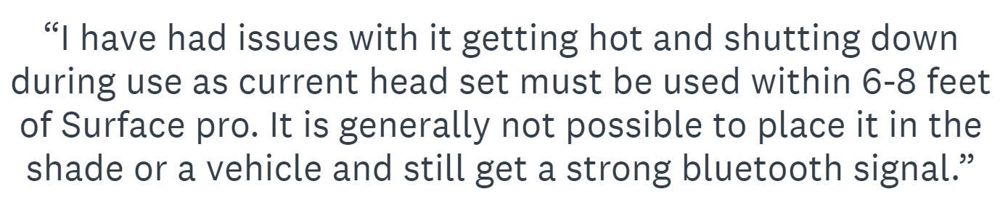 “I have had issues with it getting hot and shutting down
during use as current head set must be used within 6-8 feet
of Surface pro. It is generally not possible to place it in the
shade or a vehicle and still get a strong bluetooth signal.”